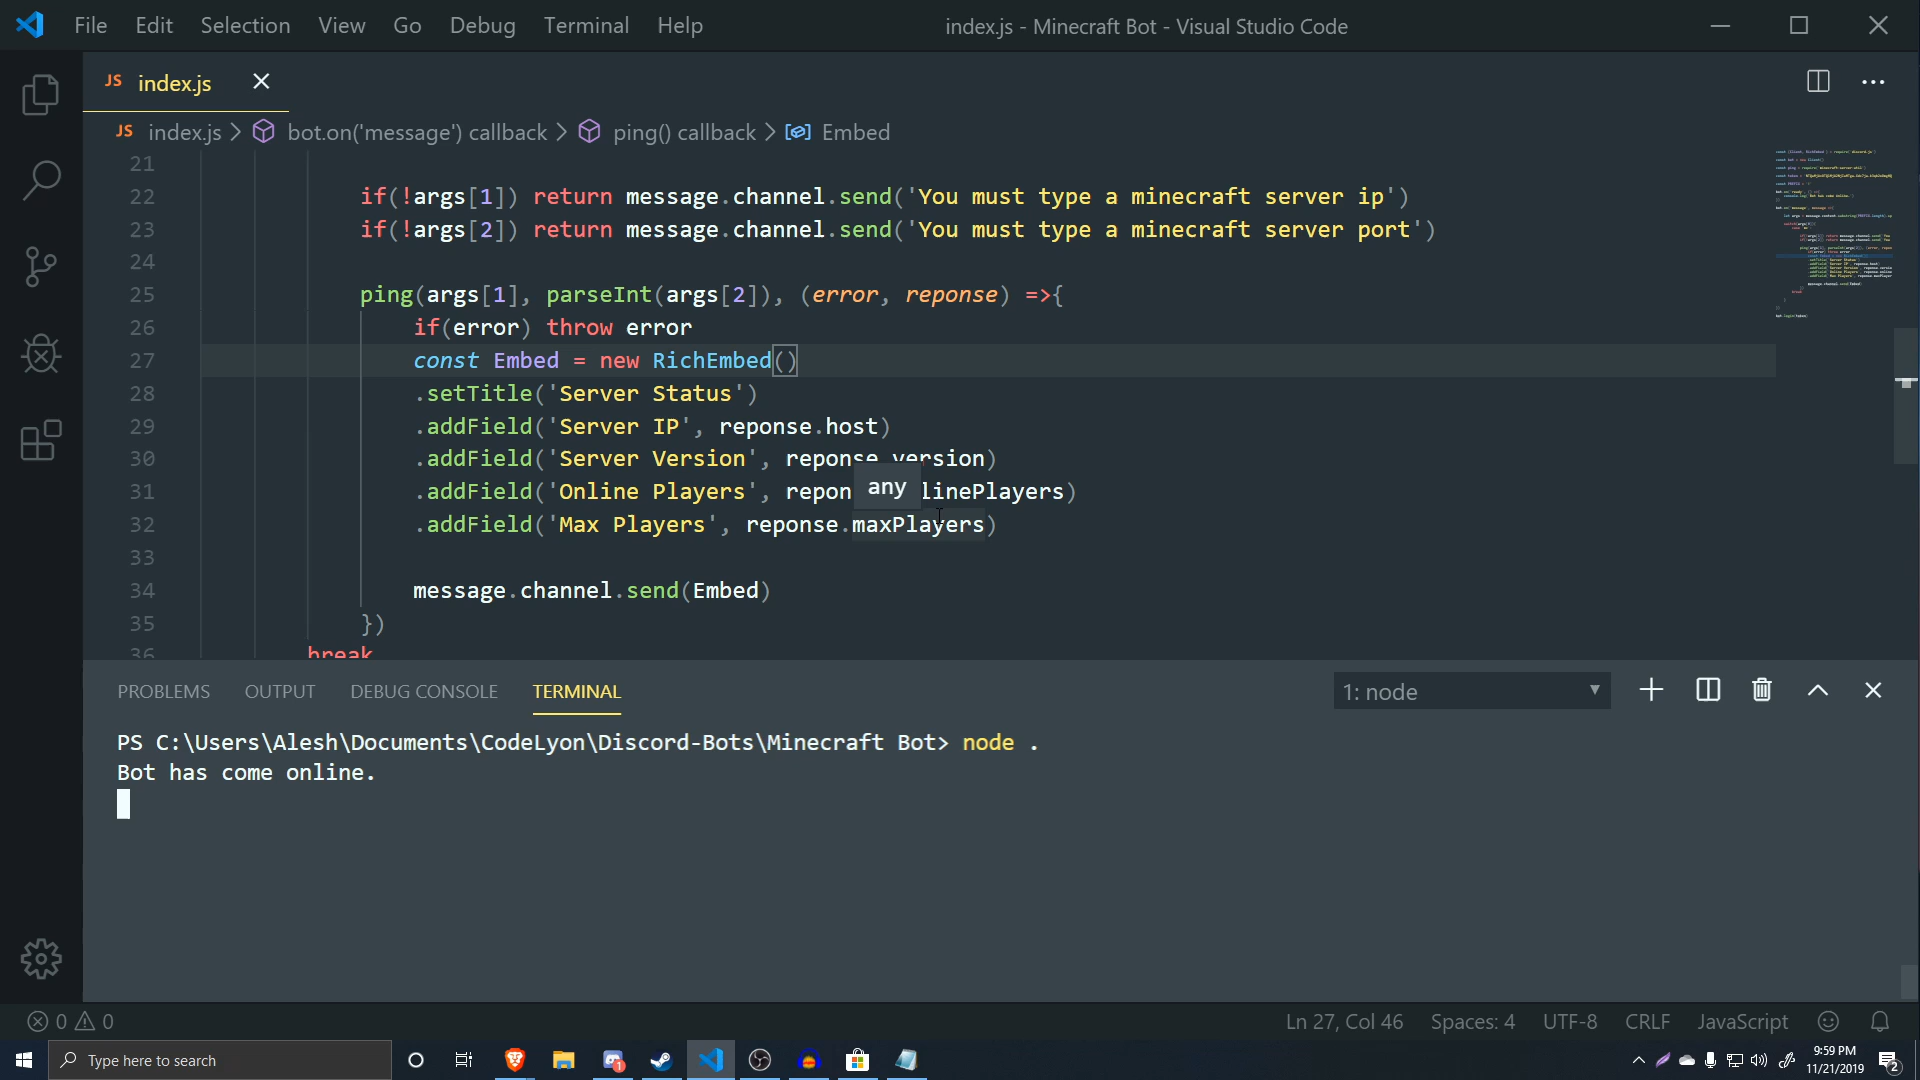 File Edit Selection View Go Debug Terminal Help
index.js - Minecraft Bot - Visual Studio Code
JS index.js
JS index.js > bot.on('message') callback > ping() callback > Embed
21
22 if(!args[1]) return message.channel.send('You must type a minecraft server ip')
23 if(!args[2]) return message.channel.send('You must type a minecraft server port')
24
25 ping(args[1], parseInt(args[2]), (error, reponse) =>{
26 if(error) throw error
27 const Embed = new RichEmbed()
28 .setTitle('Server Status')
29 .addField('Server IP', reponse.host)
30 .addField('Server Version', reponse.version)
31 .addField('Online Players', repon any linePlayers)
32 .addField('Max Players', reponse.maxPlayers)
33
34 message.channel.send(Embed)
35 })
36 break
PROBLEMS OUTPUT DEBUG CONSOLE TERMINAL
1: node
PS C:\Users\Alesh\Documents\CodeLyon\Discord-Bots\Minecraft Bot> node .
Bot has come online.
0 0
Ln 27, Col 46 Spaces: 4 UTF-8 CRLF JavaScript
Type here to search
1
9:59 PM
11/21/2019
2